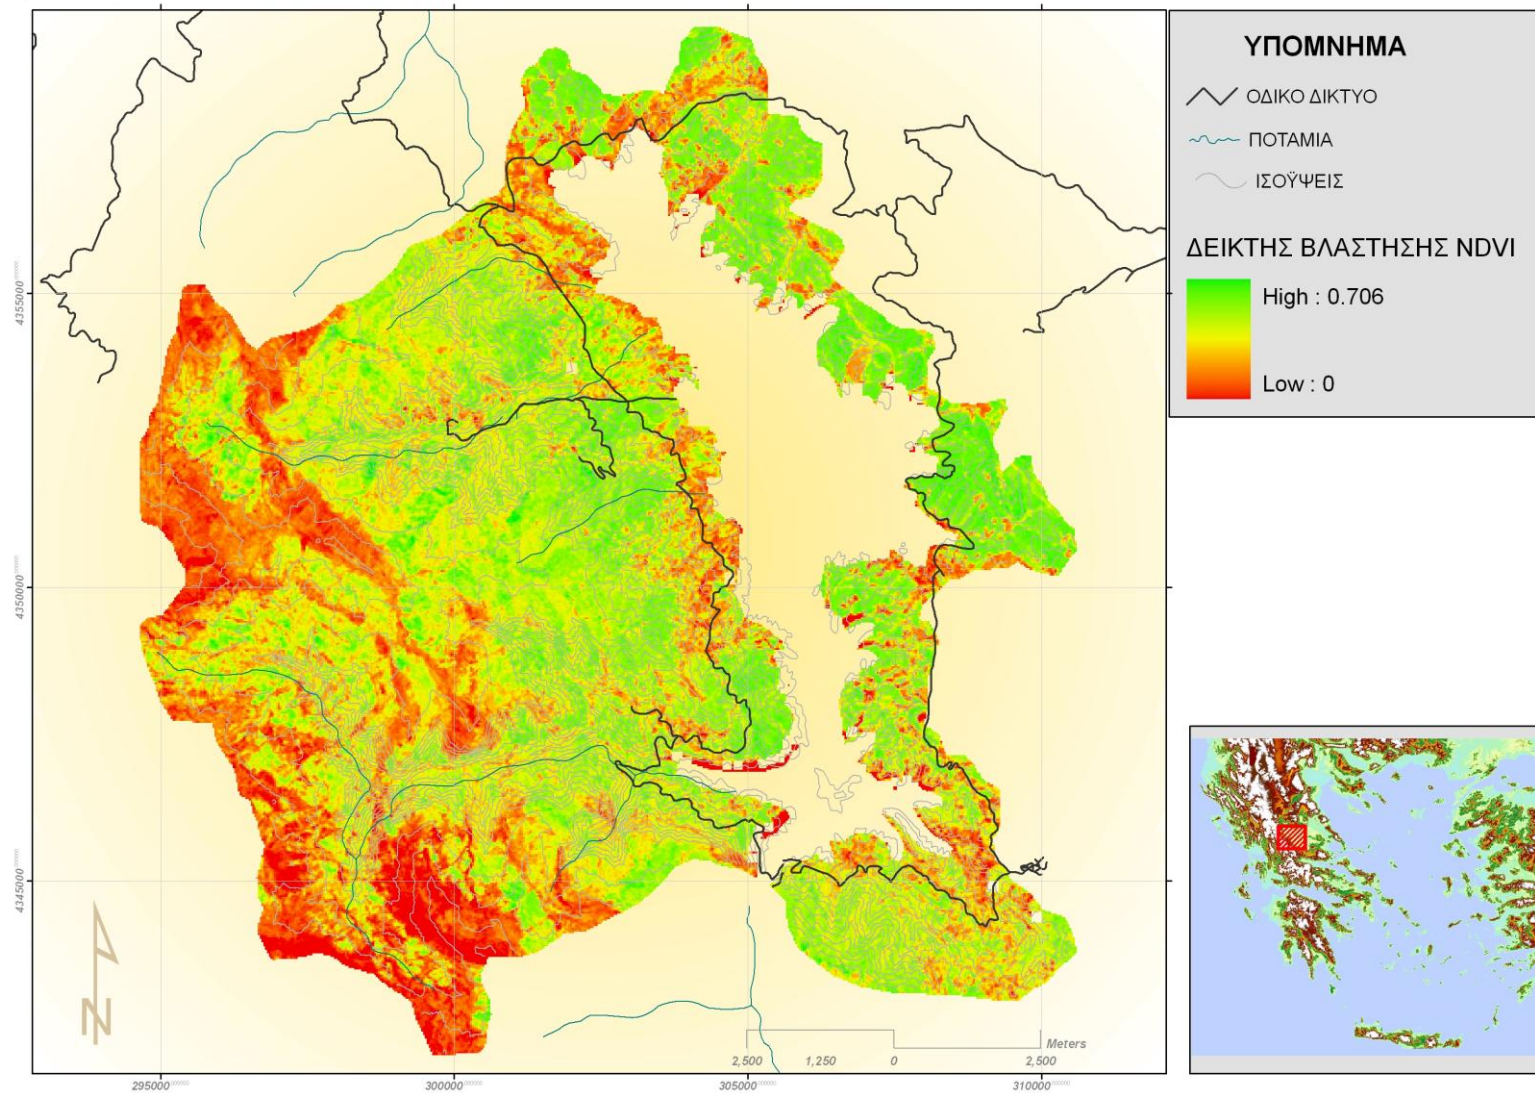 ΥΠΟΜΝΗΜΑ
ΟΔΙΚΟ ΔΙΚΤΥΟ
ΠΟΤΑΜΙΑ
ΙΣΟΫΨΕΙΣ
ΔΕΙΚΤΗΣ ΒΛΑΣΤΗΣΗΣ NDVI
High : 0.706
Low : 0
4355000
4350000
4345000
N
Meters
2,500 1,250 0 2,500
295000 300000 305000 310000